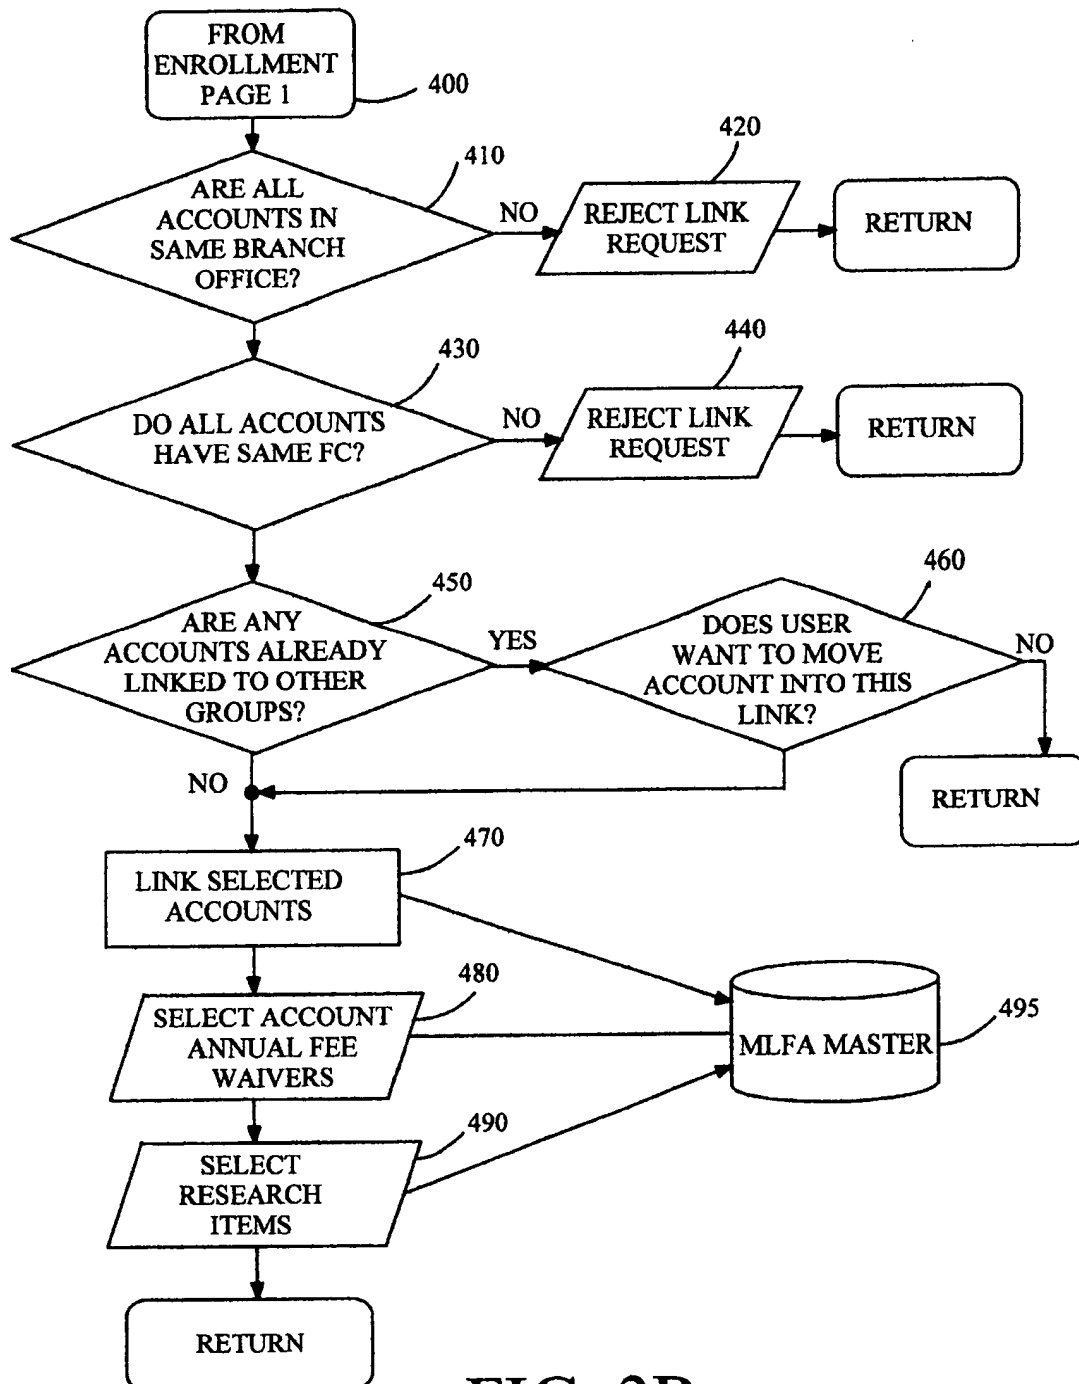 FROM
ENROLLMENT
PAGE 1
400
410
ARE ALL
ACCOUNTS IN
SAME BRANCH
OFFICE?
NO
420
REJECT LINK
REQUEST
RETURN
430
DO ALL ACCOUNTS
HAVE SAME FC?
NO
440
REJECT LINK
REQUEST
RETURN
450
ARE ANY
ACCOUNTS ALREADY
LINKED TO OTHER
GROUPS?
YES
460
DOES USER
WANT TO MOVE
ACCOUNT INTO THIS
LINK?
NO
RETURN
NO
470
LINK SELECTED
ACCOUNTS
480
SELECT ACCOUNT
ANNUAL FEE
WAIVERS
495
MLFA MASTER
490
SELECT
RESEARCH
ITEMS
RETURN